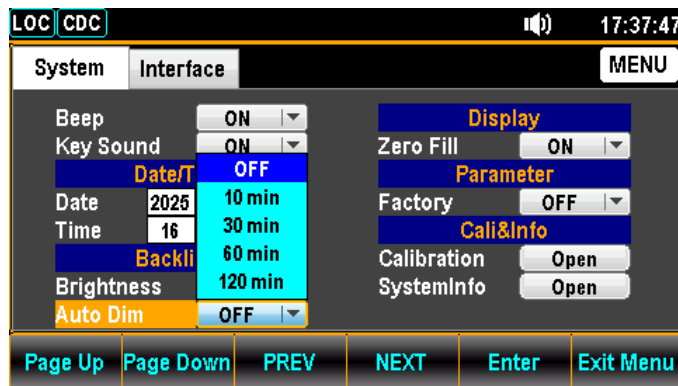 LOC CDC 17:37:47
System Interface MENU
Beep ON
Key Sound ON
Date/T
Date 2025
Time 16
Backli
Brightness
Auto Dim OFF
OFF
10 min
30 min
60 min
120 min
Display
Zero Fill ON
Parameter
Factory OFF
Cali&Info
Calibration Open
SystemInfo Open
Page Up Page Down PREV NEXT Enter Exit Menu